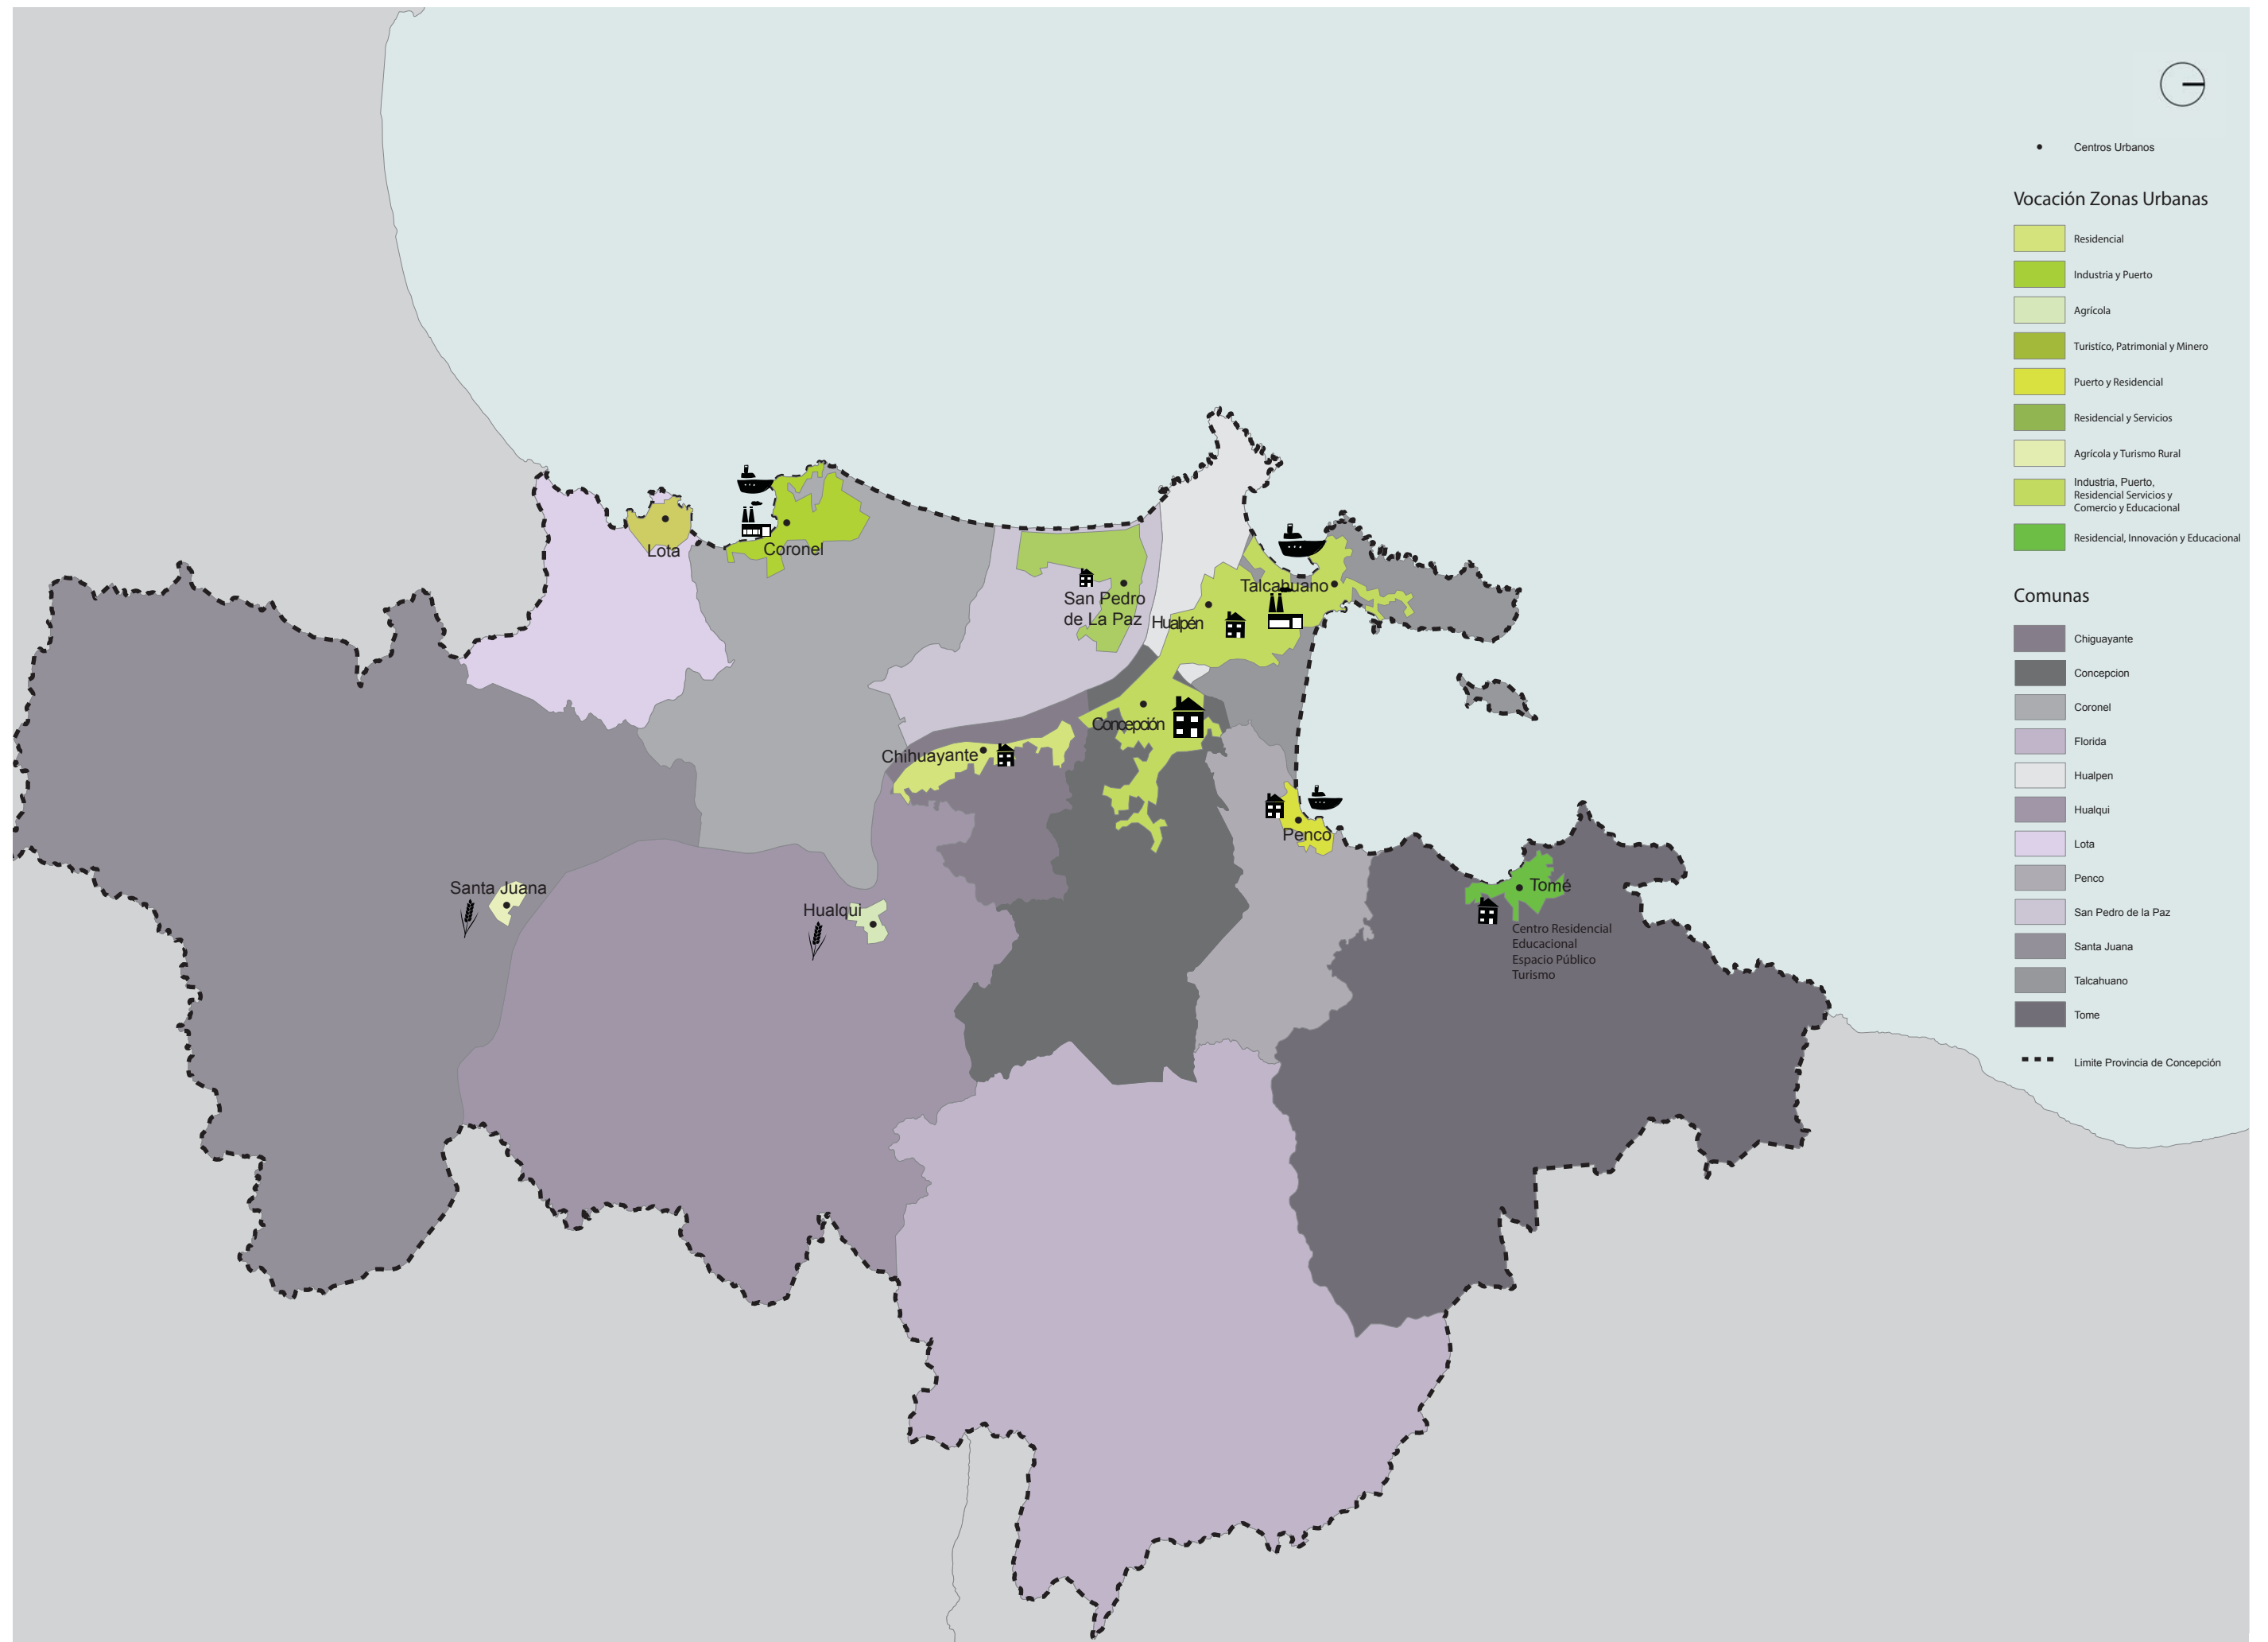 Centros Urbanos
Vocación Zonas Urbanas
Residencial
Industria y Puerto
Agrícola
Turistíco, Patrimonial y Minero
Puerto y Residencial
Residencial y Servicios
Agrícola y Turismo Rural
Industria, Puerto,
Residencial Servicios y
Comercio y Educacional
Residencial, Innovación y Educacional
Comunas
Chiguayante
Concepcion
Coronel
Florida
Hualpen
Hualqui
Lota
Penco
San Pedro de la Paz
Santa Juana
Talcahuano
Tome
Limite Provincia de Concepción
Lota
Coronel
San Pedro
de La Paz
Hualpén
Talcahuano
Concepción
Chihuayante
Penco
Santa Juana
Hualqui
Tomé
Centro Residencial
Educacional
Espacio Público
Turismo